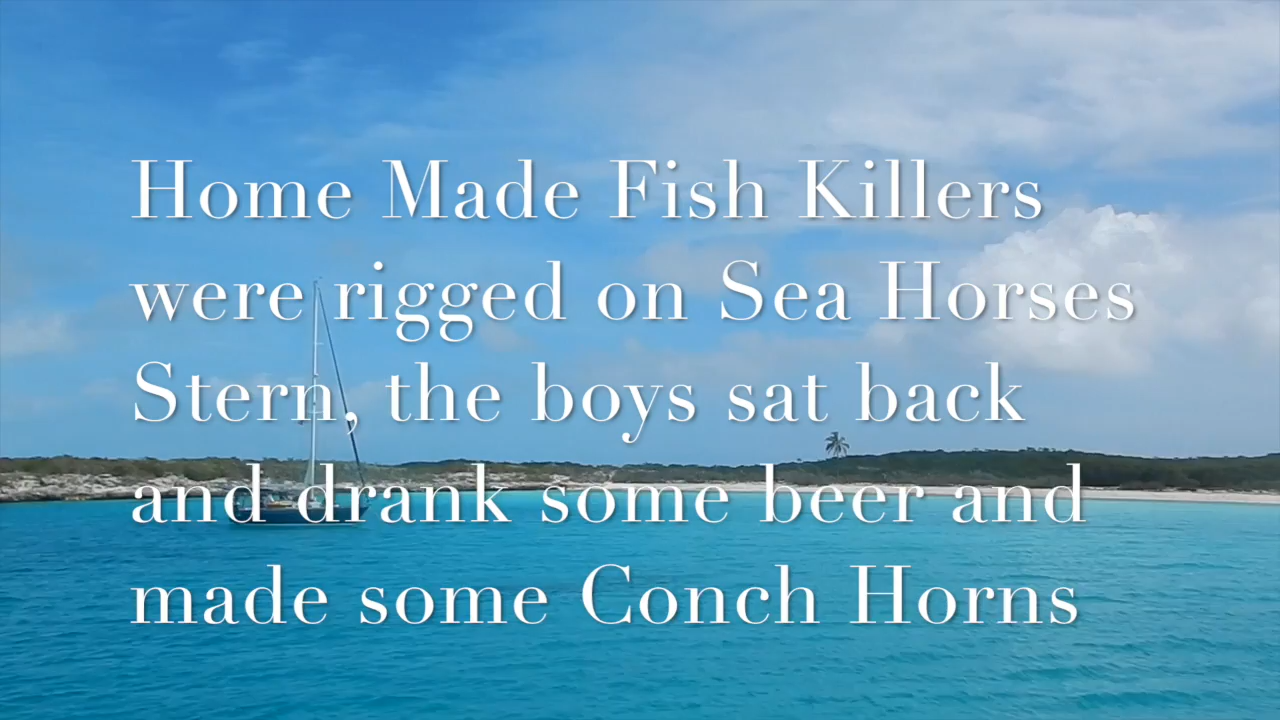 Home Made Fish Killers
were rigged on Sea Horses
Stern, the boys sat back
and drank some beer and
made some Conch Horns